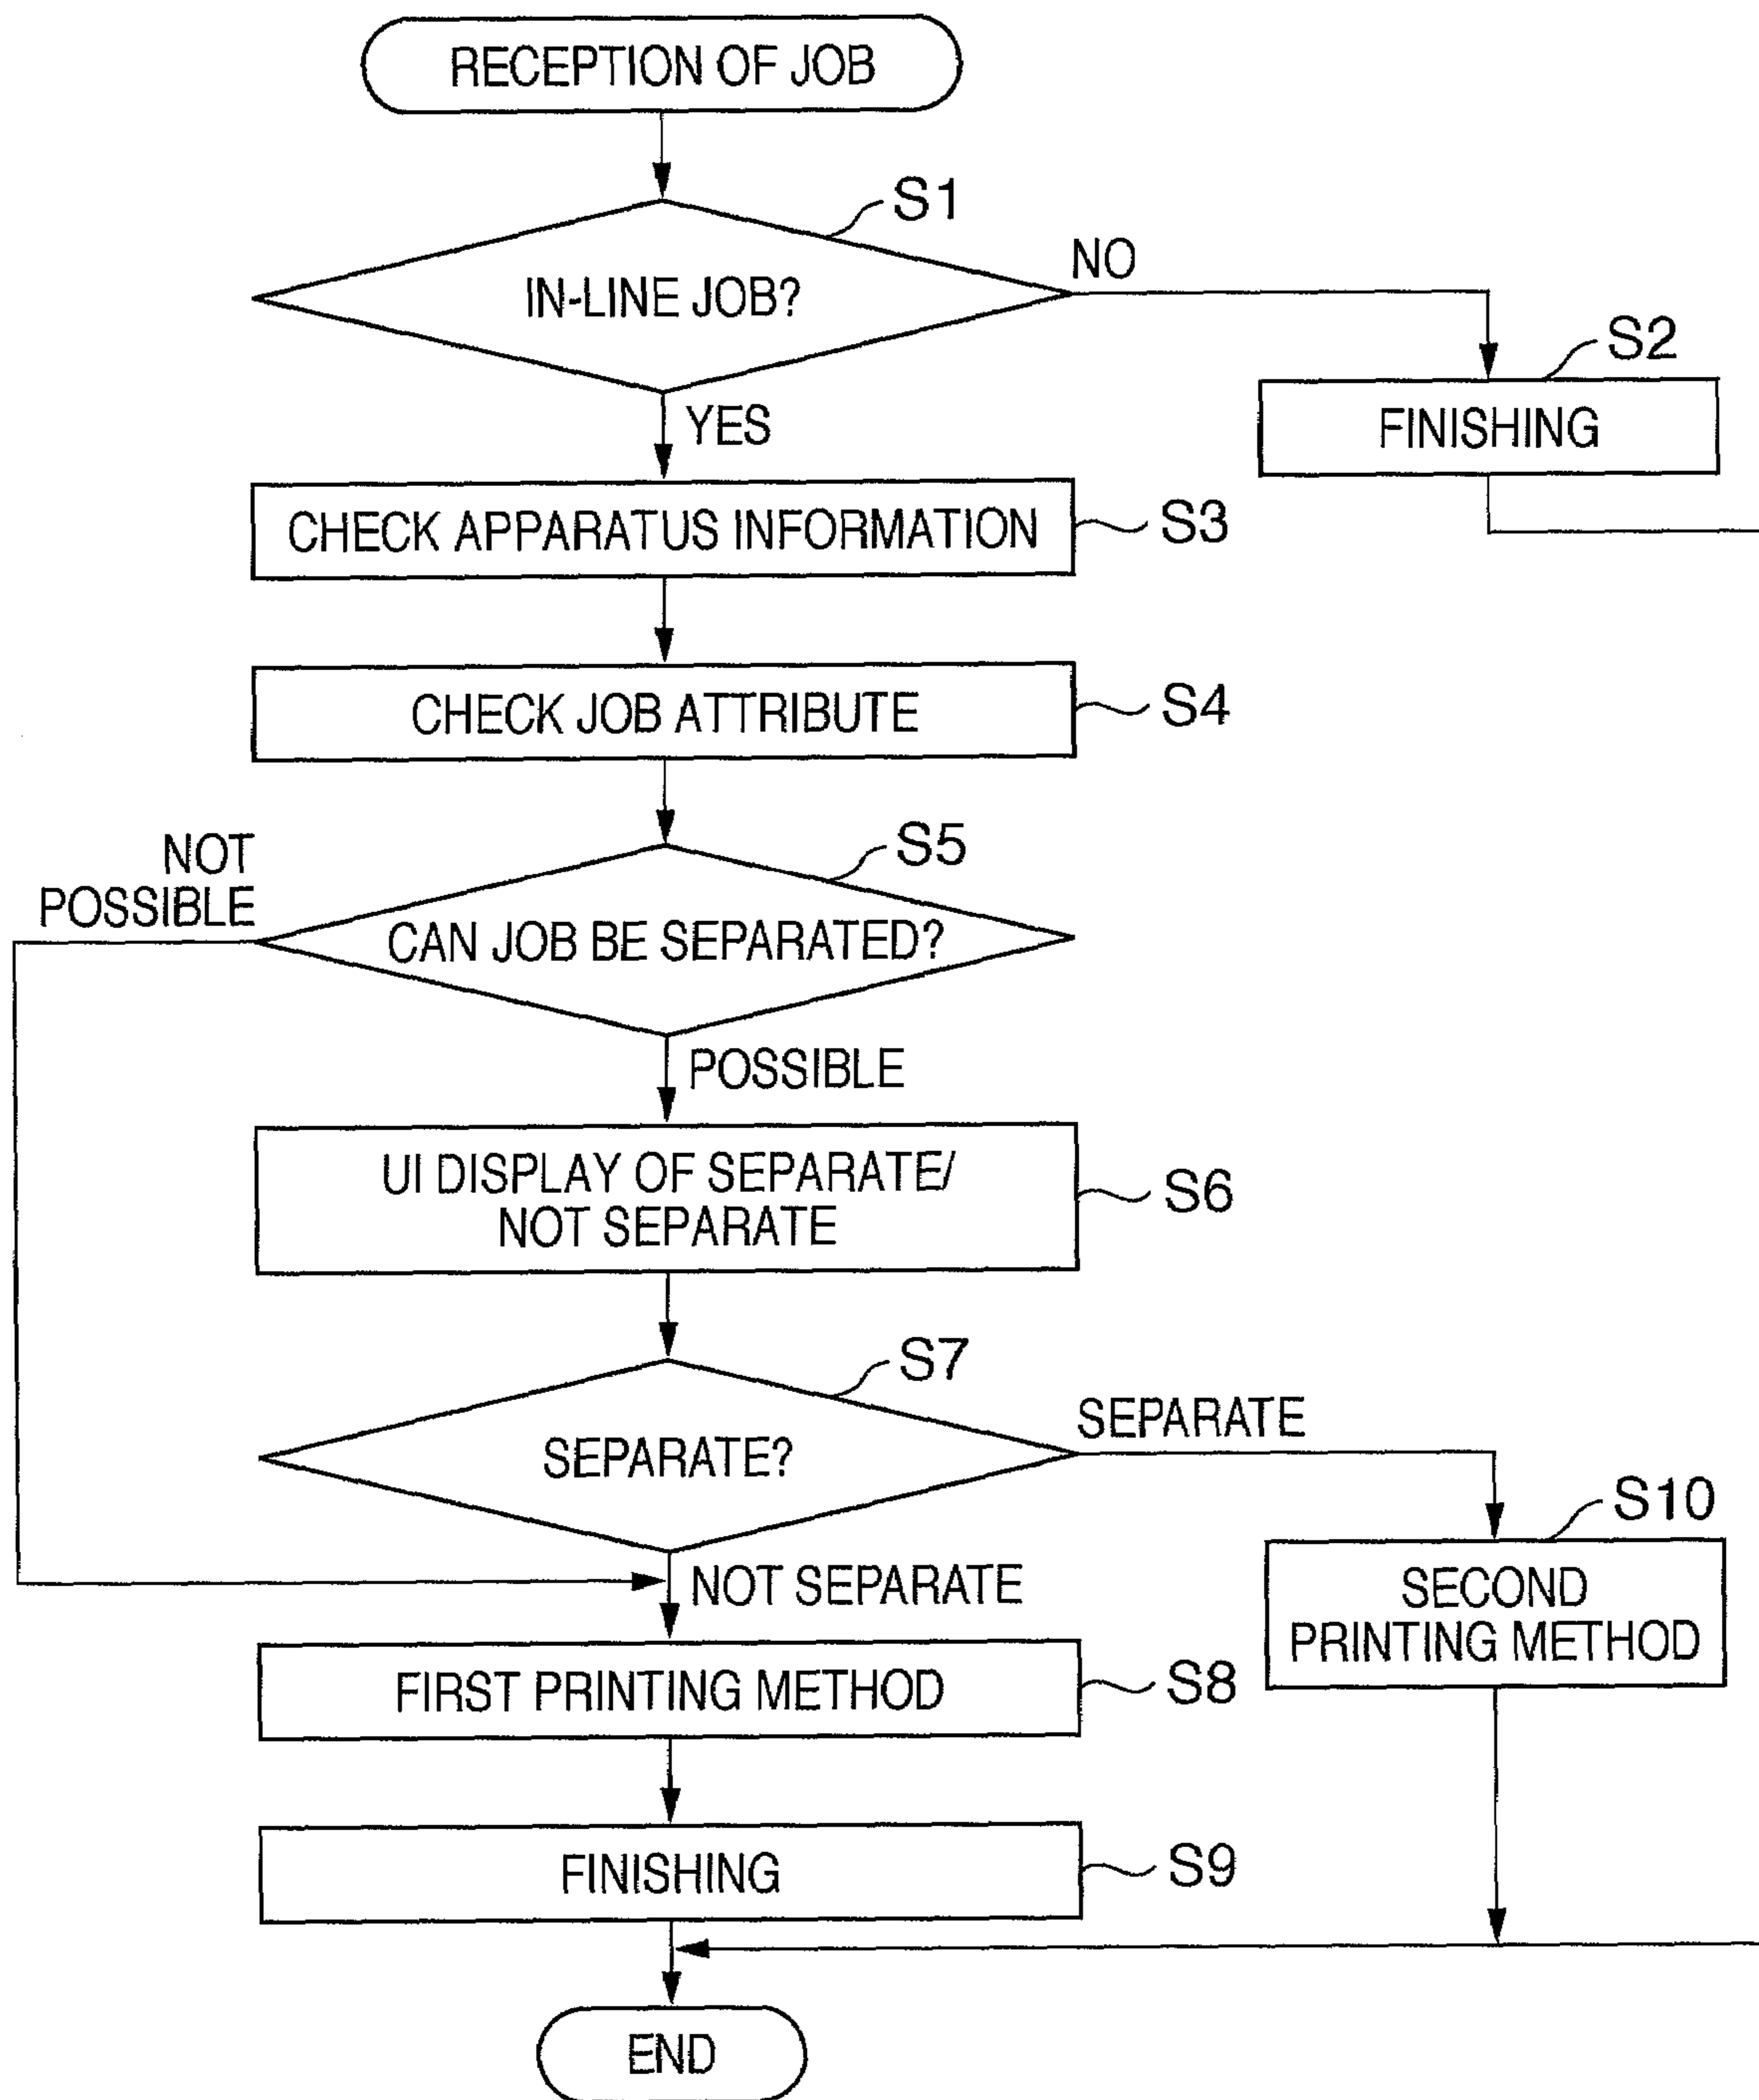 RECEPTION OF JOB
S1
IN-LINE JOB?
NO
S2
FINISHING
YES
CHECK APPARATUS INFORMATION
S3
CHECK JOB ATTRIBUTE
S4
NOT
POSSIBLE
S5
CAN JOB BE SEPARATED?
POSSIBLE
UI DISPLAY OF SEPARATE/
NOT SEPARATE
S6
S7
SEPARATE?
SEPARATE
S10
SECOND
PRINTING METHOD
NOT SEPARATE
FIRST PRINTING METHOD
S8
FINISHING
S9
END